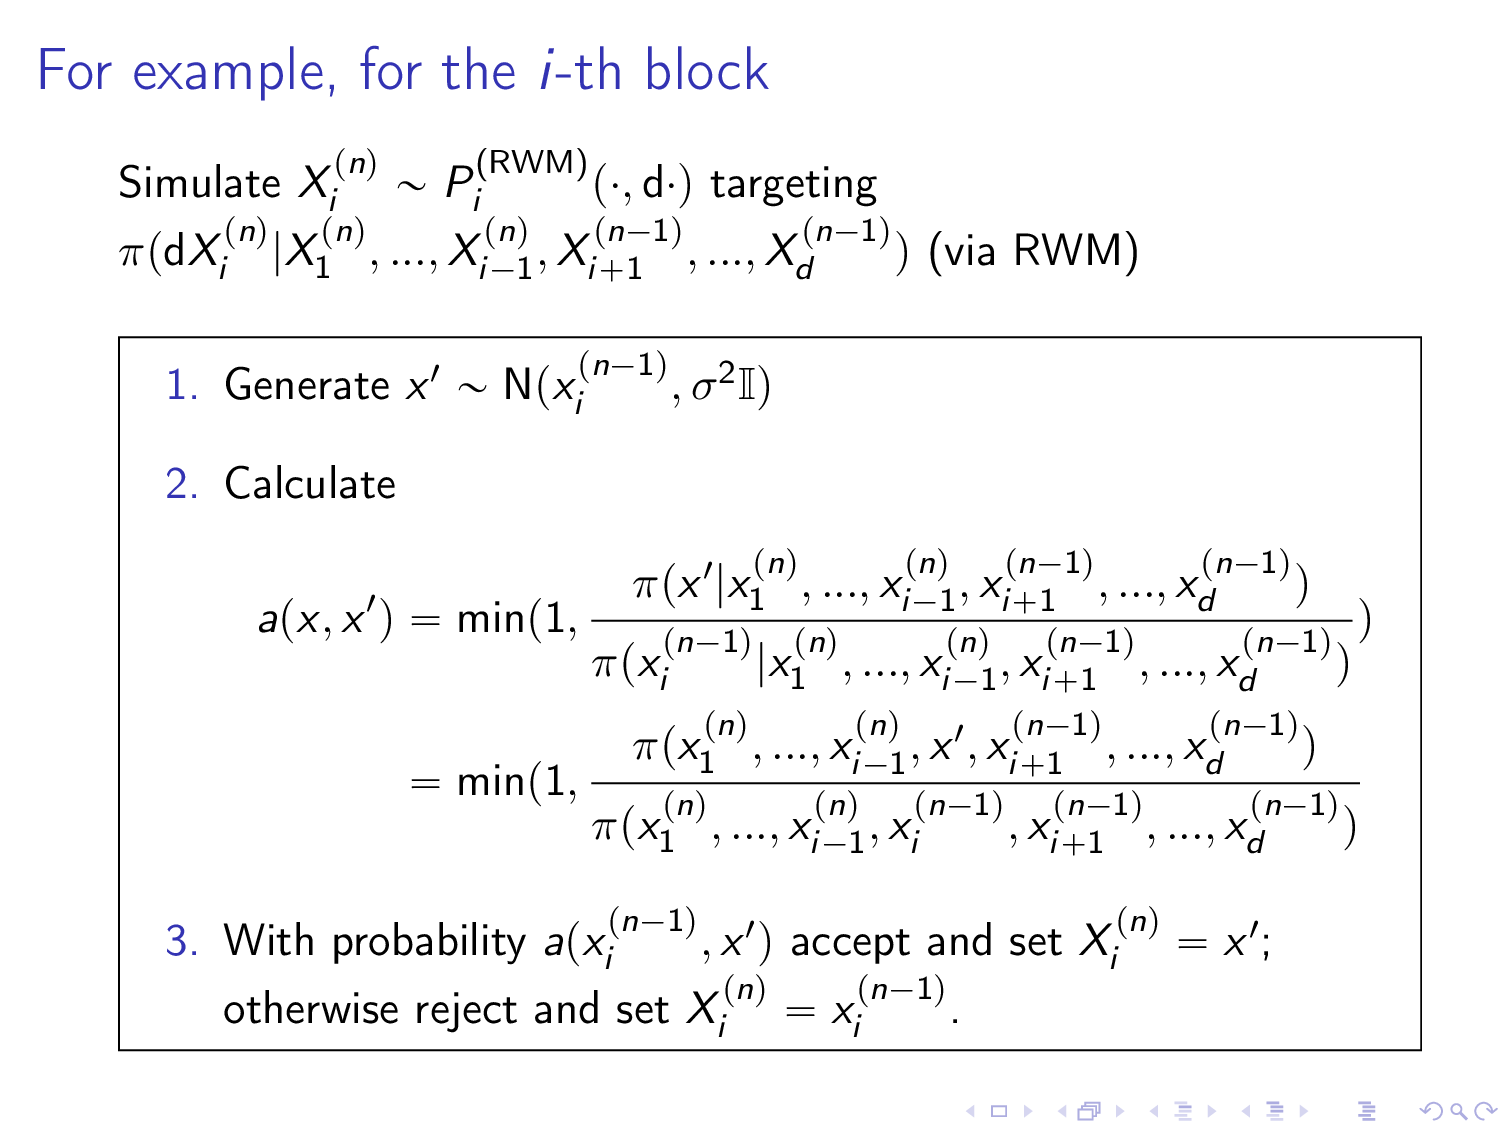 For example, for the i-th block
Simulate $X_i^{(n)} \sim P_i^{(\text{RWM})}(\cdot, \text{d}\cdot)$ targeting
$\pi(\text{d}X_i^{(n)}|X_1^{(n)}, ..., X_{i-1}^{(n)}, X_{i+1}^{(n-1)}, ..., X_d^{(n-1)})$ (via RWM)
1. Generate $x' \sim \text{N}(x_i^{(n-1)}, \sigma^2 \mathbb{I})$
2. Calculate
$a(x, x') = \min(1, \frac{\pi(x'|x_1^{(n)}, ..., x_{i-1}^{(n)}, x_{i+1}^{(n-1)}, ..., x_d^{(n-1)})}{\pi(x_i^{(n-1)}|x_1^{(n)}, ..., x_{i-1}^{(n)}, x_{i+1}^{(n-1)}, ..., x_d^{(n-1)})})$
$= \min(1, \frac{\pi(x_1^{(n)}, ..., x_{i-1}^{(n)}, x', x_{i+1}^{(n-1)}, ..., x_d^{(n-1)})}{\pi(x_1^{(n)}, ..., x_{i-1}^{(n)}, x_i^{(n-1)}, x_{i+1}^{(n-1)}, ..., x_d^{(n-1)})}$
3. With probability $a(x_i^{(n-1)}, x')$ accept and set $X_i^{(n)} = x'$;
otherwise reject and set $X_i^{(n)} = x_i^{(n-1)}$.